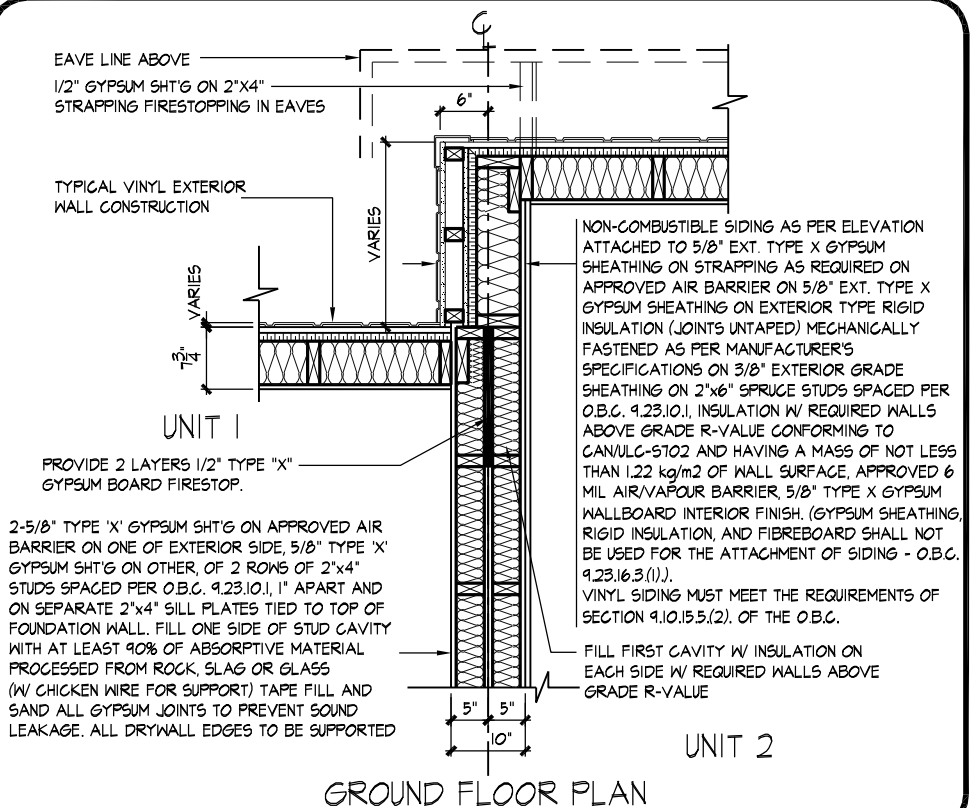 ℄
EAVE LINE ABOVE
1/2" GYPSUM SHT'G ON 2"X4"
STRAPPING FIRESTOPPING IN EAVES
6"
TYPICAL VINYL EXTERIOR
WALL CONSTRUCTION
VARIES
VARIES
7 3/4"
UNIT 1
PROVIDE 2 LAYERS 1/2" TYPE "X"
GYPSUM BOARD FIRESTOP.
2-5/8" TYPE 'X' GYPSUM SHT'G ON APPROVED AIR
BARRIER ON ONE OF EXTERIOR SIDE, 5/8" TYPE 'X'
GYPSUM SHT'G ON OTHER, OF 2 ROWS OF 2"x4"
STUDS SPACED PER O.B.C. 9.23.10.1, 1" APART AND
ON SEPARATE 2"x4" SILL PLATES TIED TO TOP OF
FOUNDATION WALL. FILL ONE SIDE OF STUD CAVITY
WITH AT LEAST 90% OF ABSORPTIVE MATERIAL
PROCESSED FROM ROCK, SLAG OR GLASS
(W/ CHICKEN WIRE FOR SUPPORT) TAPE FILL AND
SAND ALL GYPSUM JOINTS TO PREVENT SOUND
LEAKAGE. ALL DRYWALL EDGES TO BE SUPPORTED
NON-COMBUSTIBLE SIDING AS PER ELEVATION
ATTACHED TO 5/8" EXT. TYPE X GYPSUM
SHEATHING ON STRAPPING AS REQUIRED ON
APPROVED AIR BARRIER ON 5/8" EXT. TYPE X
GYPSUM SHEATHING ON EXTERIOR TYPE RIGID
INSULATION (JOINTS UNTAPED) MECHANICALLY
FASTENED AS PER MANUFACTURER'S
SPECIFICATIONS ON 3/8" EXTERIOR GRADE
SHEATHING ON 2"x6" SPRUCE STUDS SPACED PER
O.B.C. 9.23.10.1, INSULATION W/ REQUIRED WALLS
ABOVE GRADE R-VALUE CONFORMING TO
CAN/ULC-S702 AND HAVING A MASS OF NOT LESS
THAN 1.22 kg/m2 OF WALL SURFACE, APPROVED 6
MIL AIR/VAPOUR BARRIER, 5/8" TYPE X GYPSUM
WALLBOARD INTERIOR FINISH. (GYPSUM SHEATHING,
RIGID INSULATION, AND FIBREBOARD SHALL NOT
BE USED FOR THE ATTACHMENT OF SIDING - O.B.C.
9.23.16.3.(1).).
VINYL SIDING MUST MEET THE REQUIREMENTS OF
SECTION 9.10.15.5.(2). OF THE O.B.C.
FILL FIRST CAVITY W/ INSULATION ON
EACH SIDE W/ REQUIRED WALLS ABOVE
GRADE R-VALUE
5" 5"
10"
UNIT 2
GROUND FLOOR PLAN